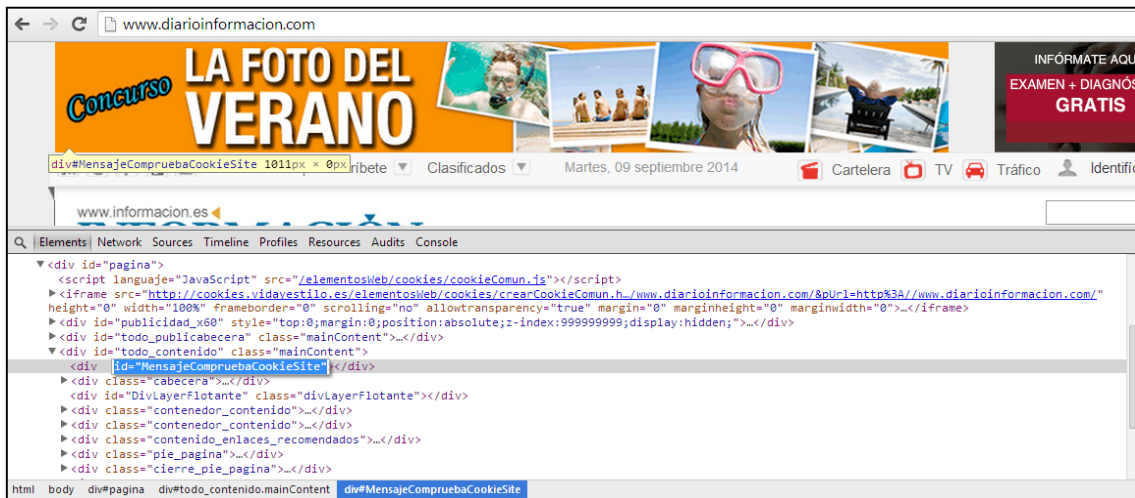 www.diarioinformacion.com
Concurso
LA FOTO DEL
VERANO
INFÓRMATE AQU
EXAMEN + DIAGNÓS
GRATIS
div#MensajeCompruebaCookieSite 1011px × 0px
ríbete Clasificados Martes, 09 septiembre 2014 Cartelera TV Tráfico Identifíc
www.informacion.es
Elements Network Sources Timeline Profiles Resources Audits Console
<div id="pagina">
<script languaje="JavaScript" src="/elementosWeb/cookies/cookieComun.js"></script>
<iframe src="http://cookies.vidayestilo.es/elementosWeb/cookies/crearCookieComun.h…/www.diarioinformacion.com/&pUrl=http%3A//www.diarioinformacion.com/"
height="0" width="100%" frameborder="0" scrolling="no" allowtransparency="true" margin="0" marginheight="0" marginwidth="0">…</iframe>
<div id="publicidad_x60" style="top:0;margin:0;position:absolute;z-index:999999999;display:hidden;">…</div>
<div id="todo_publicabecera" class="mainContent">…</div>
<div id="todo_contenido" class="mainContent">
<div id="MensajeCompruebaCookieSite"></div>
<div class="cabecera">…</div>
<div id="DivLayerFlotante" class="divLayerFlotante"></div>
<div class="contenedor_contenido">…</div>
<div class="contenedor_contenido">…</div>
<div class="contenido_enlaces_recomendados">…</div>
<div class="pie_pagina">…</div>
<div class="cierre_pie_pagina">…</div>
html body div#pagina div#todo_contenido.mainContent div#MensajeCompruebaCookieSite